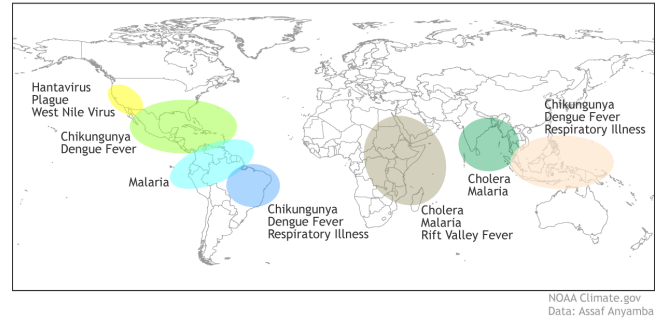 Hantavirus
Plague
West Nile Virus
Chikungunya
Dengue Fever
Malaria
Chikungunya
Dengue Fever
Respiratory Illness
Cholera
Malaria
Rift Valley Fever
Cholera
Malaria
Chikungunya
Dengue Fever
Respiratory Illness
NOAA Climate.gov
Data: Assaf Anyamba